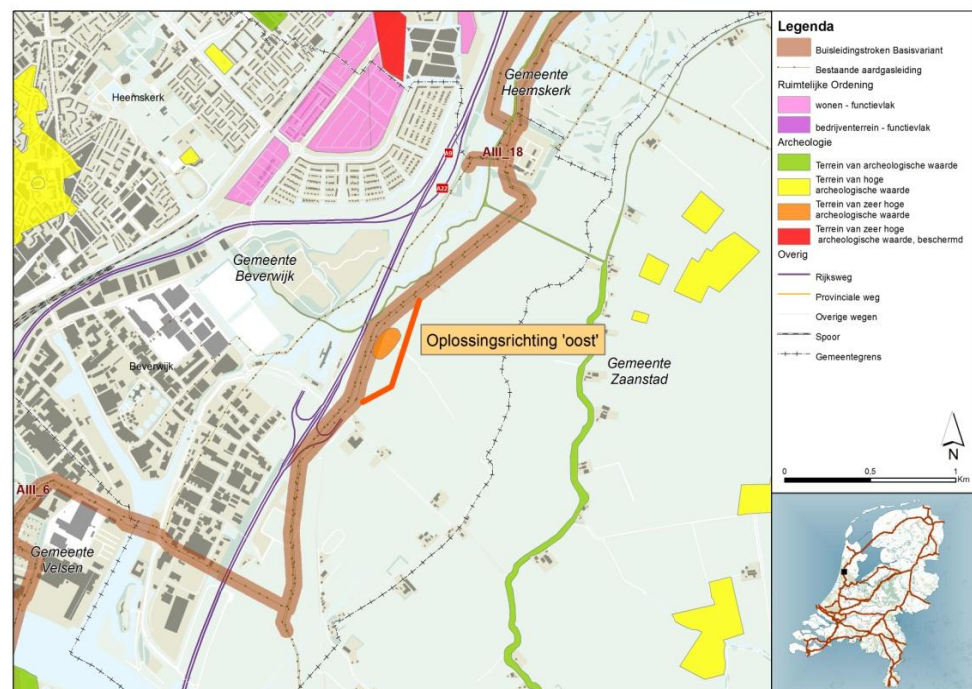 Gemeente
Heemskerk
Heemskerk
A9
AIII_18
A22
Gemeente
Beverwijk
Oplossingsrichting 'oost'
Gemeente
Zaanstad
Beverwijk
AIII_6
Gemeente
Velsen
Legenda
Buisleidingstroken Basisvariant
Bestaande aardgasleiding
Ruimtelijke Ordening
wonen - functievlak
bedrijventerrein - functievlak
Archeologie
Terrein van archeologische waarde
Terrein van hoge
archeologische waarde
Terrein van zeer hoge
archeologische waarde
Terrein van zeer hoge
archeologische waarde, beschermd
Overig
Rijksweg
Provinciale weg
Overige wegen
Spoor
Gemeentegrens
N
0 0,5 1
Km